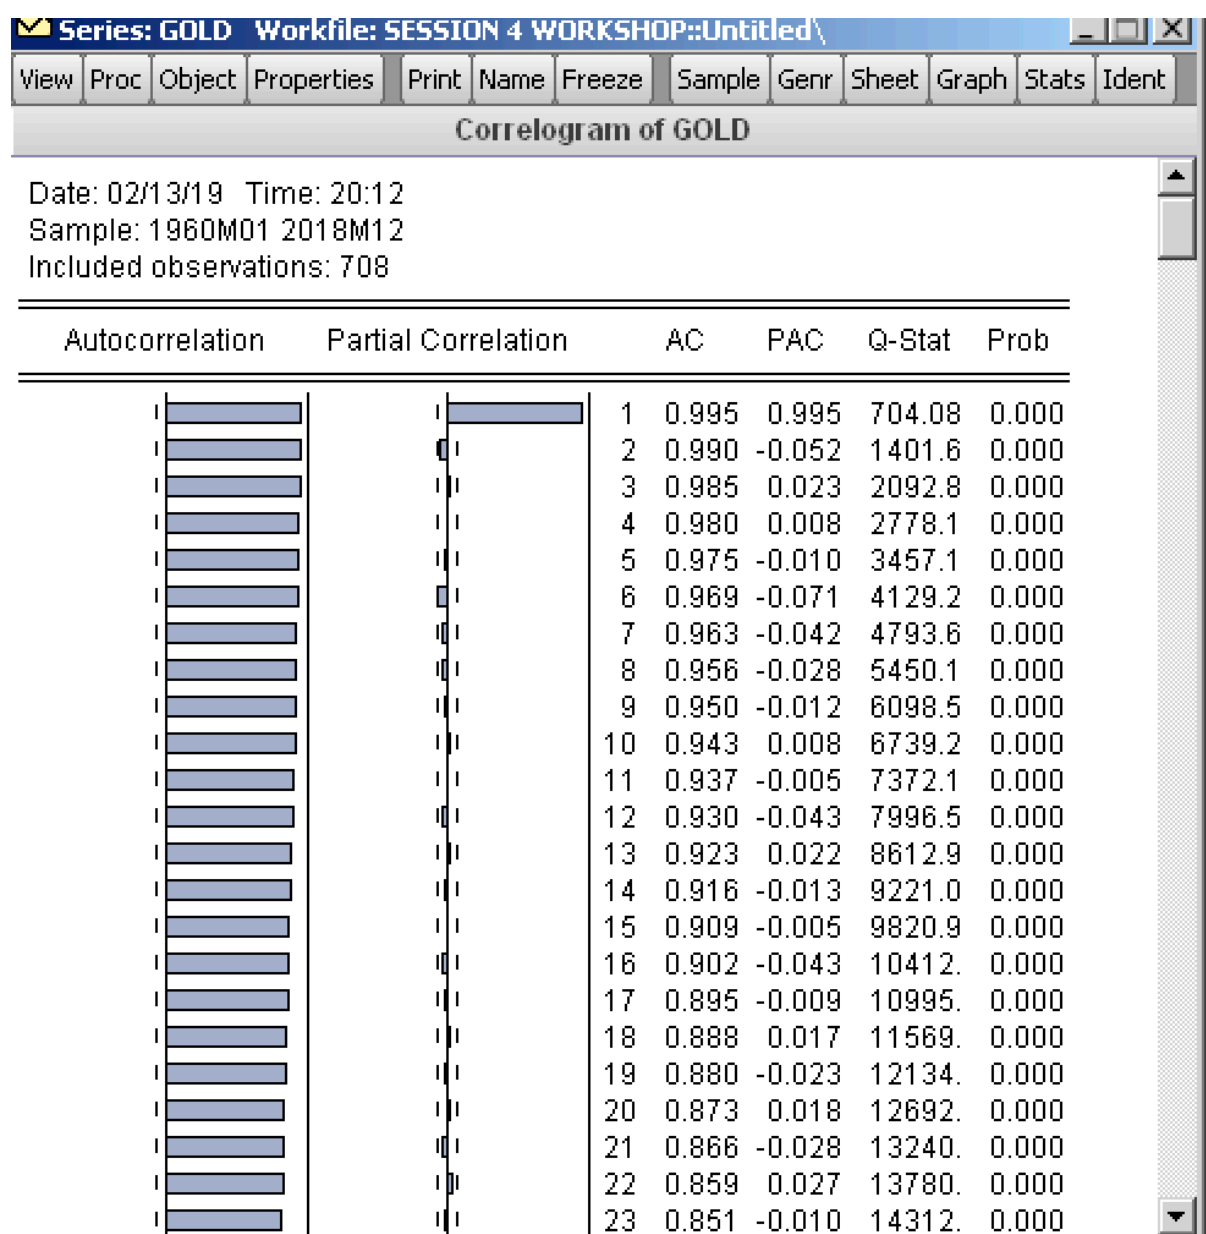 Series: GOLD Workfile: SESSION 4 WORKSHOP::Untitled\
View Proc Object Properties Print Name Freeze Sample Genr Sheet Graph Stats Ident
Correlogram of GOLD
Date: 02/13/19 Time: 20:12
Sample: 1960M01 2018M12
Included observations: 708
Autocorrelation Partial Correlation AC PAC Q-Stat Prob
1 0.995 0.995 704.08 0.000
2 0.990 -0.052 1401.6 0.000
3 0.985 0.023 2092.8 0.000
4 0.980 0.008 2778.1 0.000
5 0.975 -0.010 3457.1 0.000
6 0.969 -0.071 4129.2 0.000
7 0.963 -0.042 4793.6 0.000
8 0.956 -0.028 5450.1 0.000
9 0.950 -0.012 6098.5 0.000
10 0.943 0.008 6739.2 0.000
11 0.937 -0.005 7372.1 0.000
12 0.930 -0.043 7996.5 0.000
13 0.923 0.022 8612.9 0.000
14 0.916 -0.013 9221.0 0.000
15 0.909 -0.005 9820.9 0.000
16 0.902 -0.043 10412. 0.000
17 0.895 -0.009 10995. 0.000
18 0.888 0.017 11569. 0.000
19 0.880 -0.023 12134. 0.000
20 0.873 0.018 12692. 0.000
21 0.866 -0.028 13240. 0.000
22 0.859 0.027 13780. 0.000
23 0.851 -0.010 14312. 0.000